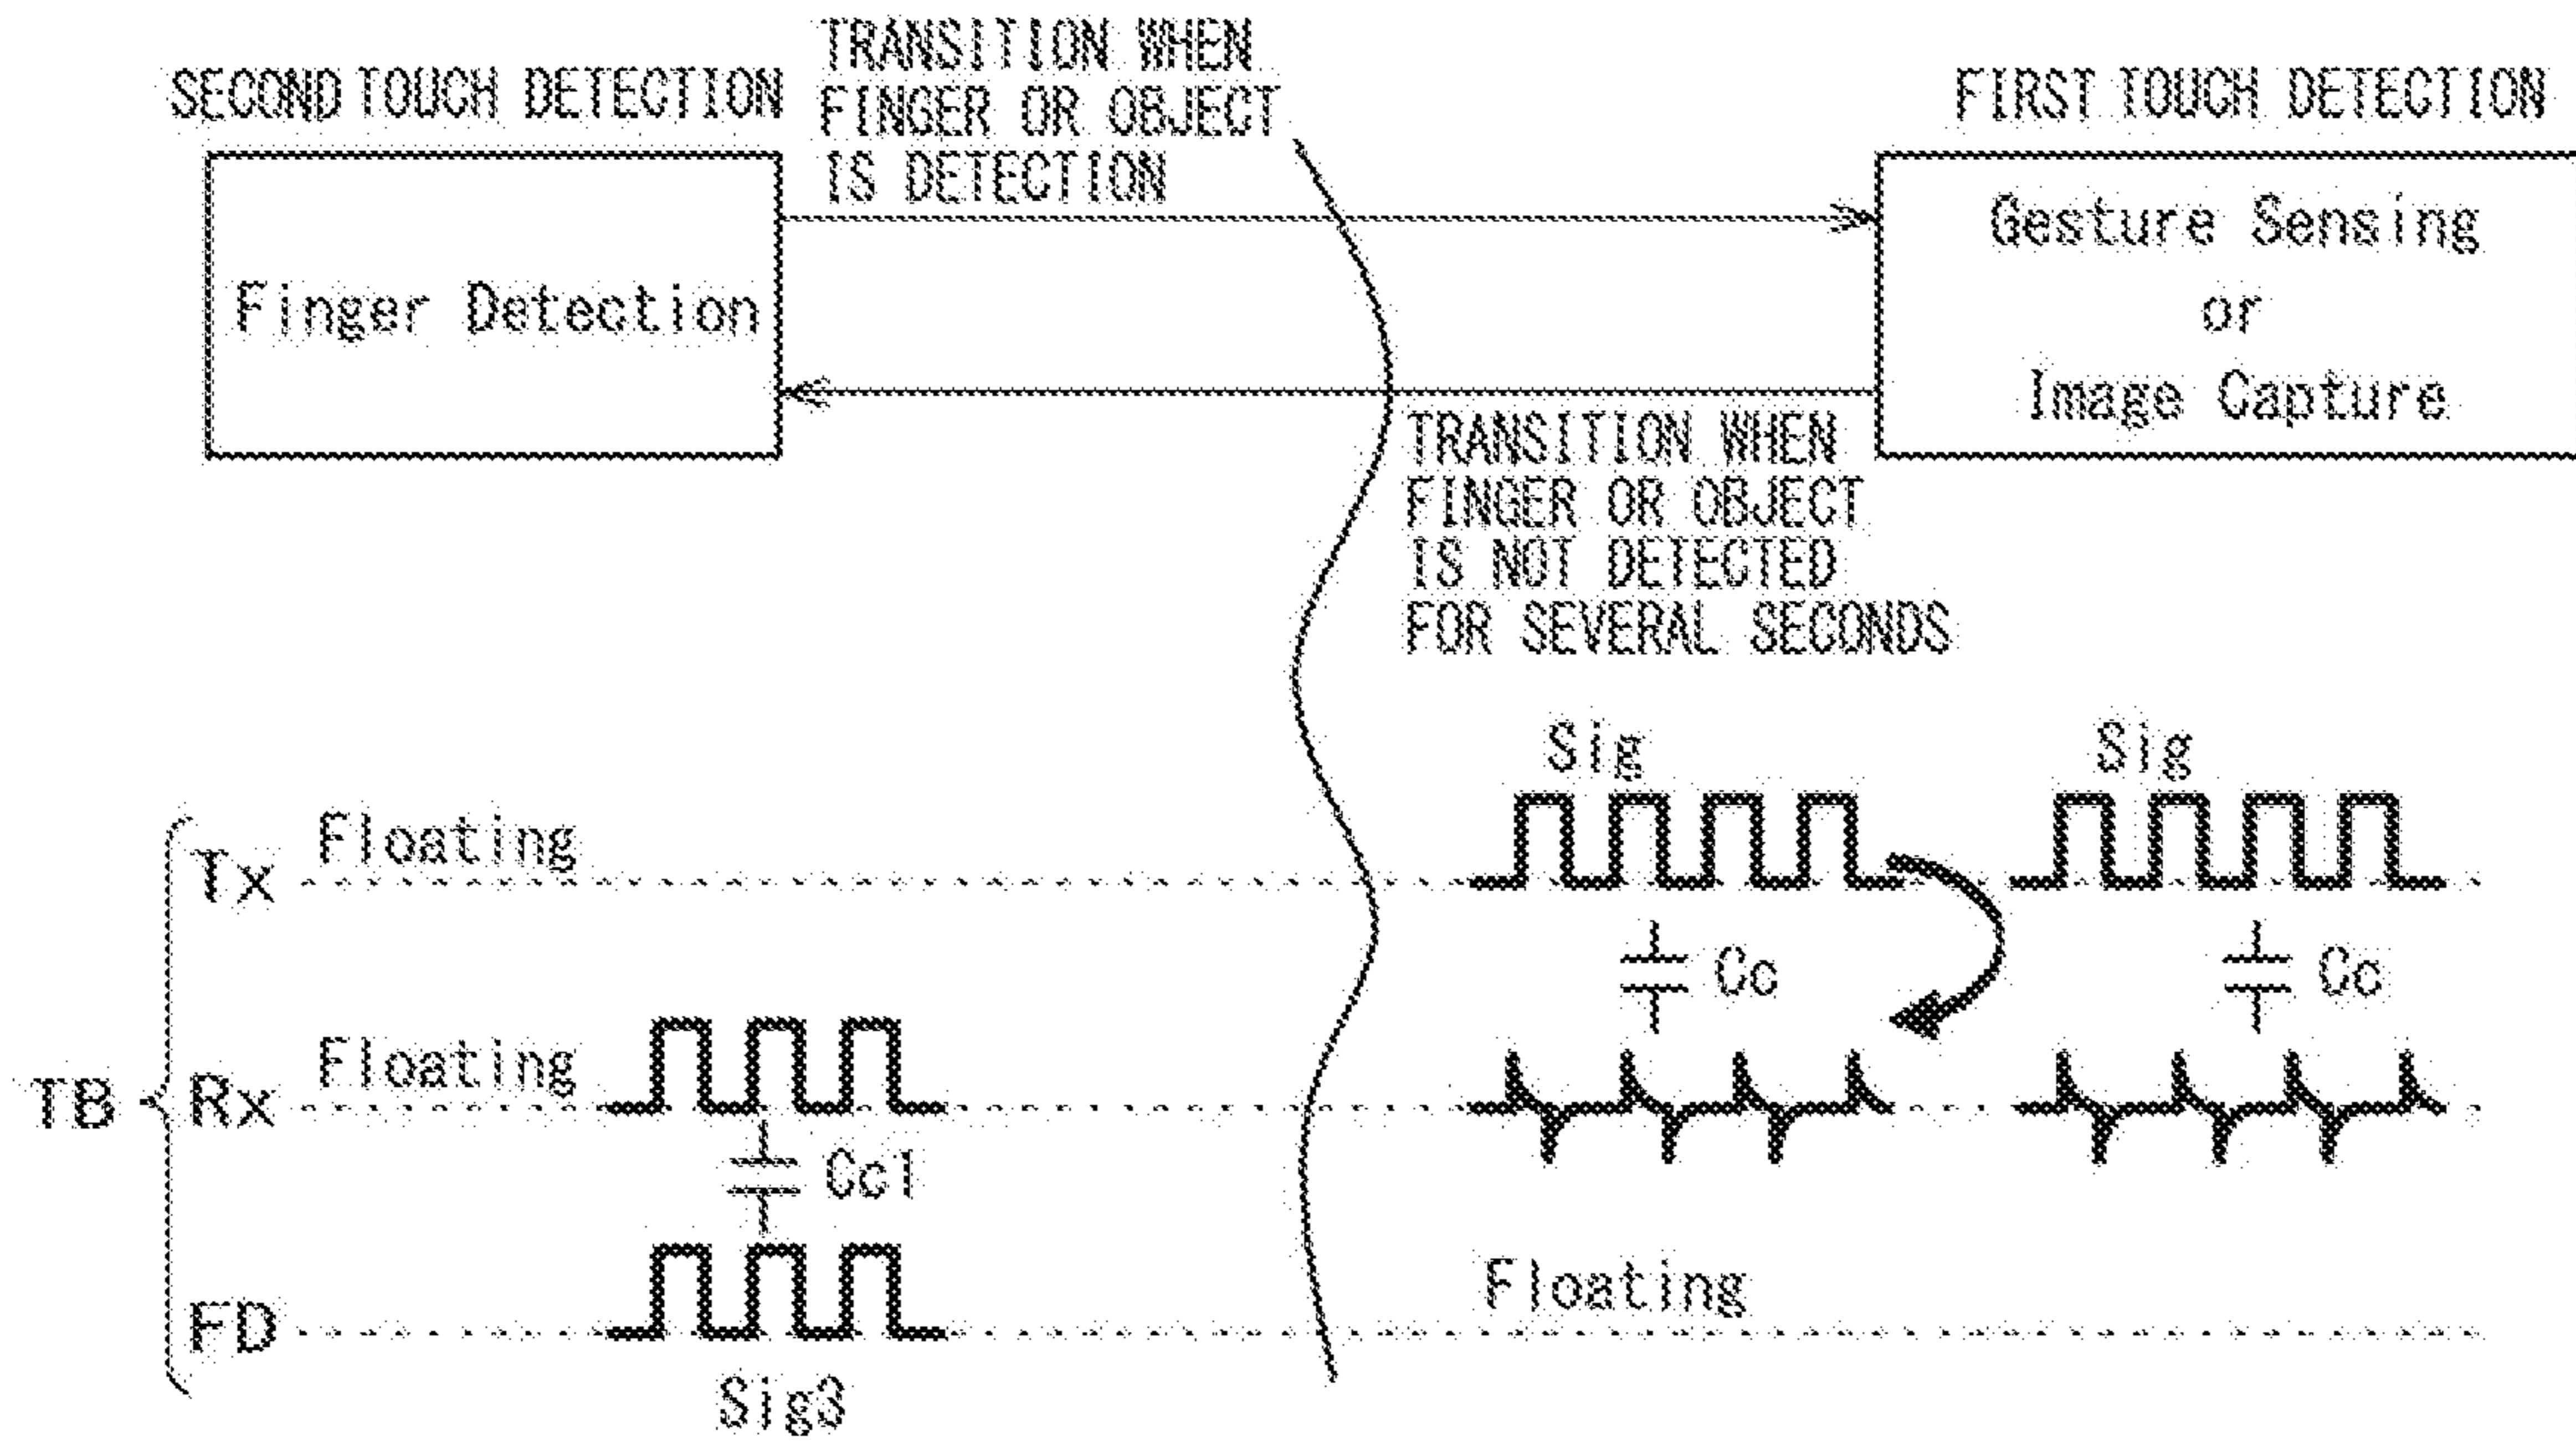 SECOND TOUCH DETECTION
TRANSITION WHEN
FINGER OR OBJECT
IS DETECTION
FIRST TOUCH DETECTION
Finger Detection
Gesture Sensing
or
Image Capture
TRANSITION WHEN
FINGER OR OBJECT
IS NOT DETECTED
FOR SEVERAL SECONDS
Sig
Sig
Floating
Tx
Cc
Cc
Floating
TB
Rx
Cc1
Floating
FD
Sig3